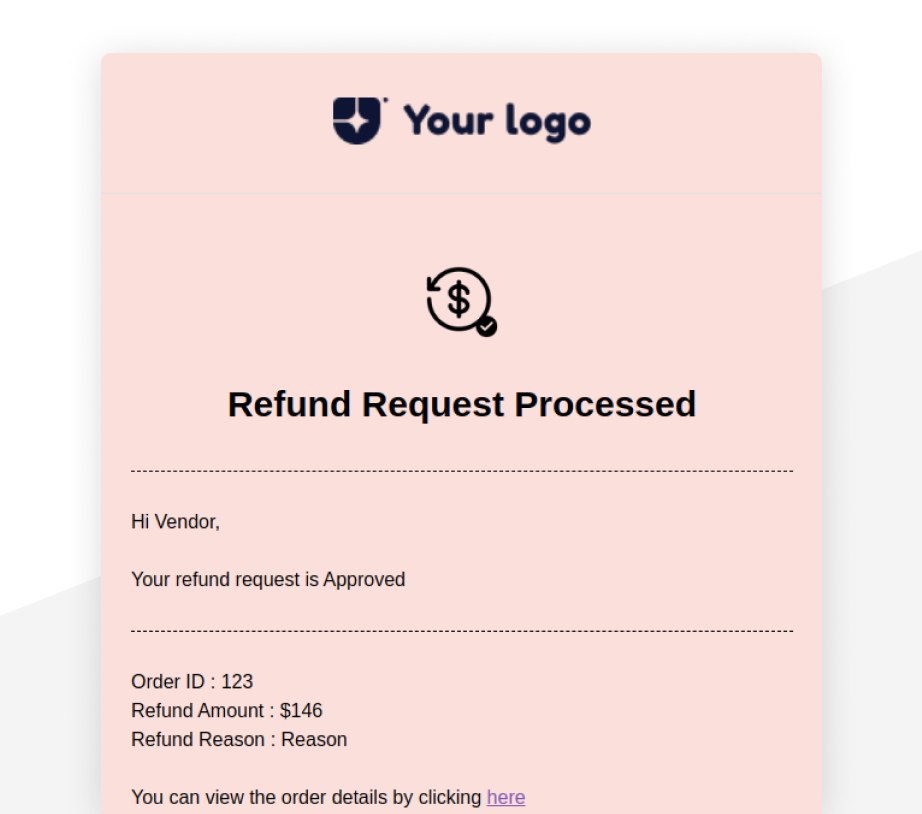 Your logo
$
Refund Request Processed
Hi Vendor,
Your refund request is Approved
Order ID : 123
Refund Amount : $146
Refund Reason : Reason
You can view the order details by clicking here